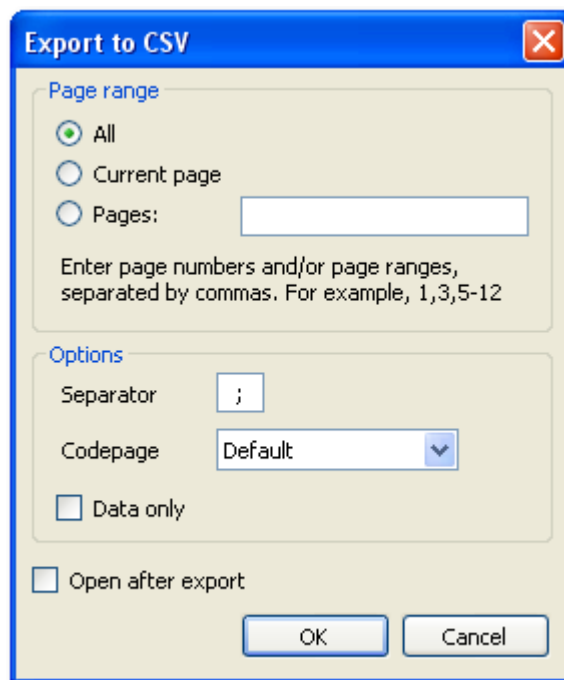 Export to CSV
Page range
All
Current page
Pages:
Enter page numbers and/or page ranges,
separated by commas. For example, 1,3,5-12
Options
Separator ;
Codepage Default
Data only
Open after export
OK Cancel